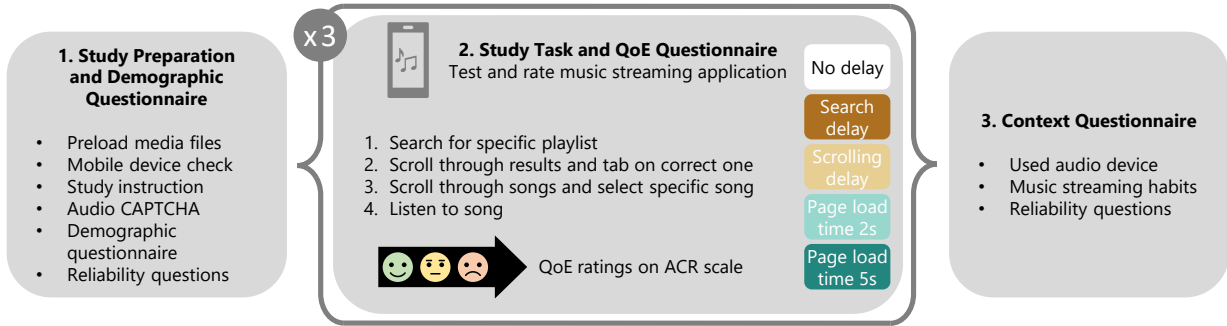 1. Study Preparation
and Demographic
Questionnaire
• Preload media files
• Mobile device check
• Study instruction
• Audio CAPTCHA
• Demographic
questionnaire
• Reliability questions
x3
2. Study Task and QoE Questionnaire
Test and rate music streaming application
1. Search for specific playlist
2. Scroll through results and tab on correct one
3. Scroll through songs and select specific song
4. Listen to song
QoE ratings on ACR scale
No delay
Search
delay
Scrolling
delay
Page load
time 2s
Page load
time 5s
3. Context Questionnaire
• Used audio device
• Music streaming habits
• Reliability questions